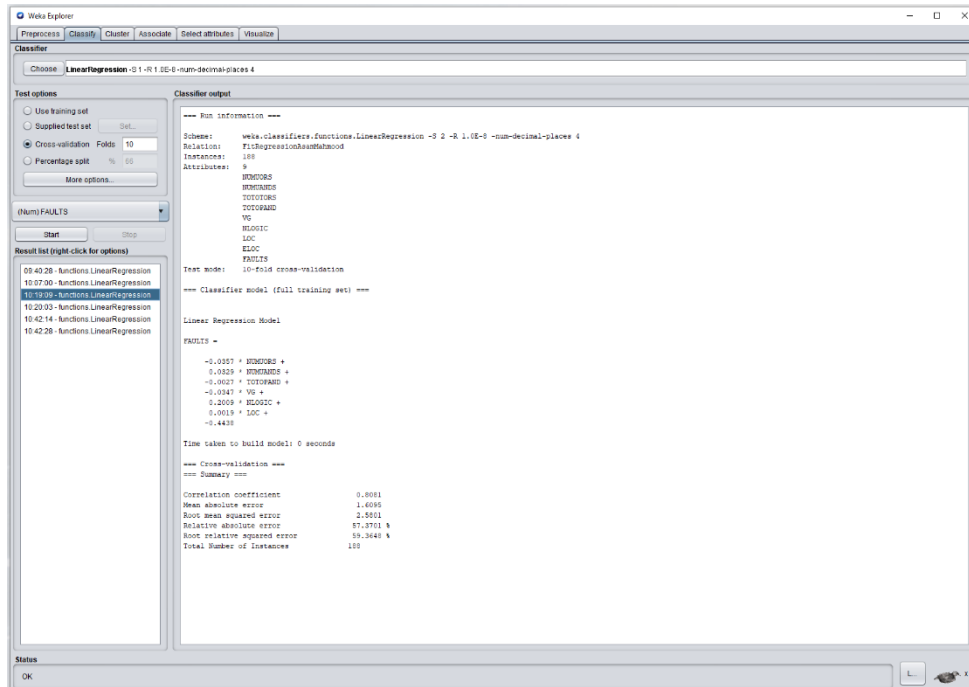 Weka Explorer
Preprocess Classify Cluster Associate Select attributes Visualize
Classifier
Choose LinearRegression -S 1 -R 1.0E-8 -num-decimal-places 4
Test options
Use training set
Supplied test set Set...
Cross-validation Folds 10
Percentage split % 66
More options...
(Num) FAULTS
Start Stop
Result list (right-click for options)
09:40:28 - functions.LinearRegression
10:07:00 - functions.LinearRegression
10:19:09 - functions.LinearRegression
10:20:03 - functions.LinearRegression
10:42:14 - functions.LinearRegression
10:42:28 - functions.LinearRegression
Classifier output
=== Run information ===
Scheme: weka.classifiers.functions.LinearRegression -S 2 -R 1.0E-8 -num-decimal-places 4
Relation: FitRegressionAsamMahmood
Instances: 188
Attributes: 9
NUMUORS
NUMUANDS
TOTOTORS
TOTOPAND
VG
NLOGIC
LOC
ELOC
FAULTS
Test mode: 10-fold cross-validation
=== Classifier model (full training set) ===
Linear Regression Model
FAULTS =
-0.0357 * NUMUORS +
0.0329 * NUMUANDS +
-0.0027 * TOTOPAND +
-0.0347 * VG +
0.2009 * NLOGIC +
0.0019 * LOC +
-0.4438
Time taken to build model: 0 seconds
=== Cross-validation ===
=== Summary ===
Correlation coefficient 0.8081
Mean absolute error 1.6095
Root mean squared error 2.5801
Relative absolute error 57.3701 %
Root relative squared error 59.3648 %
Total Number of Instances 188
Status
OK
L... x